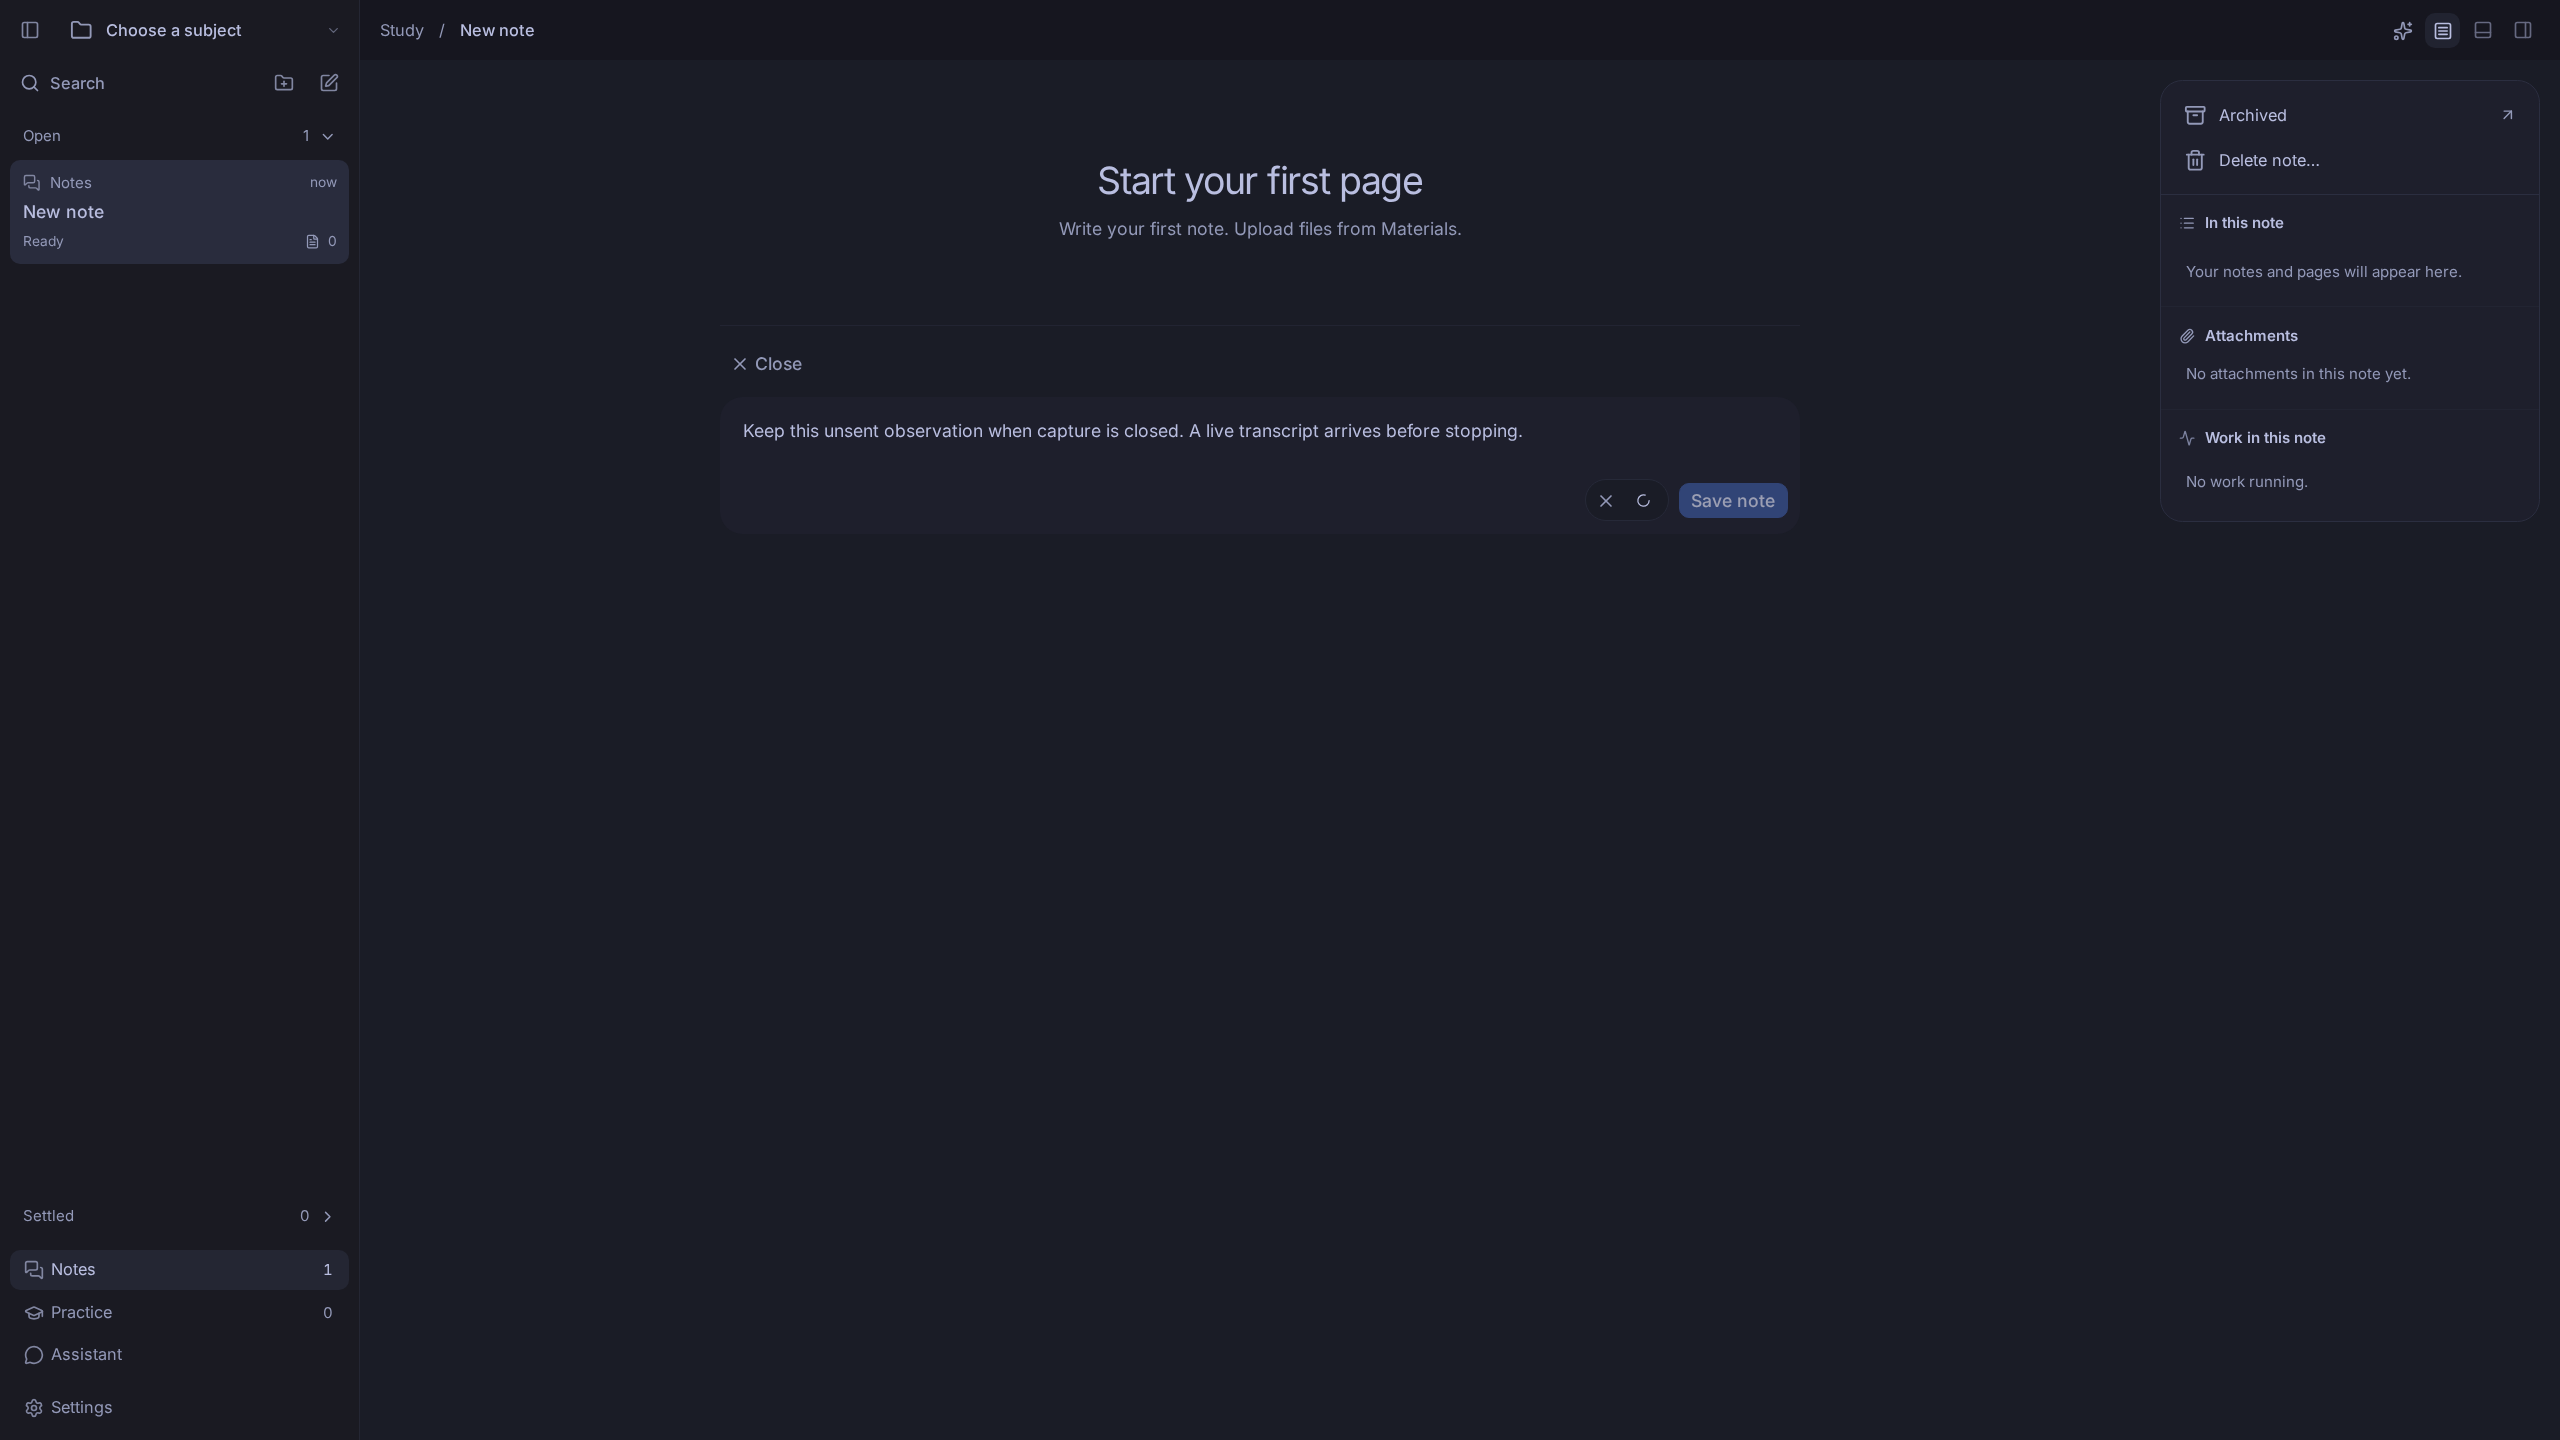 Choose a subject
Search
Open 1
Notes now
New note
Ready 0
Settled 0
Notes 1
Practice 0
Assistant
Settings
Study / New note
Start your first page
Write your first note. Upload files from Materials.
Close
Keep this unsent observation when capture is closed. A live transcript arrives before stopping.
Save note
Archived
Delete note...
In this note
Your notes and pages will appear here.
Attachments
No attachments in this note yet.
Work in this note
No work running.